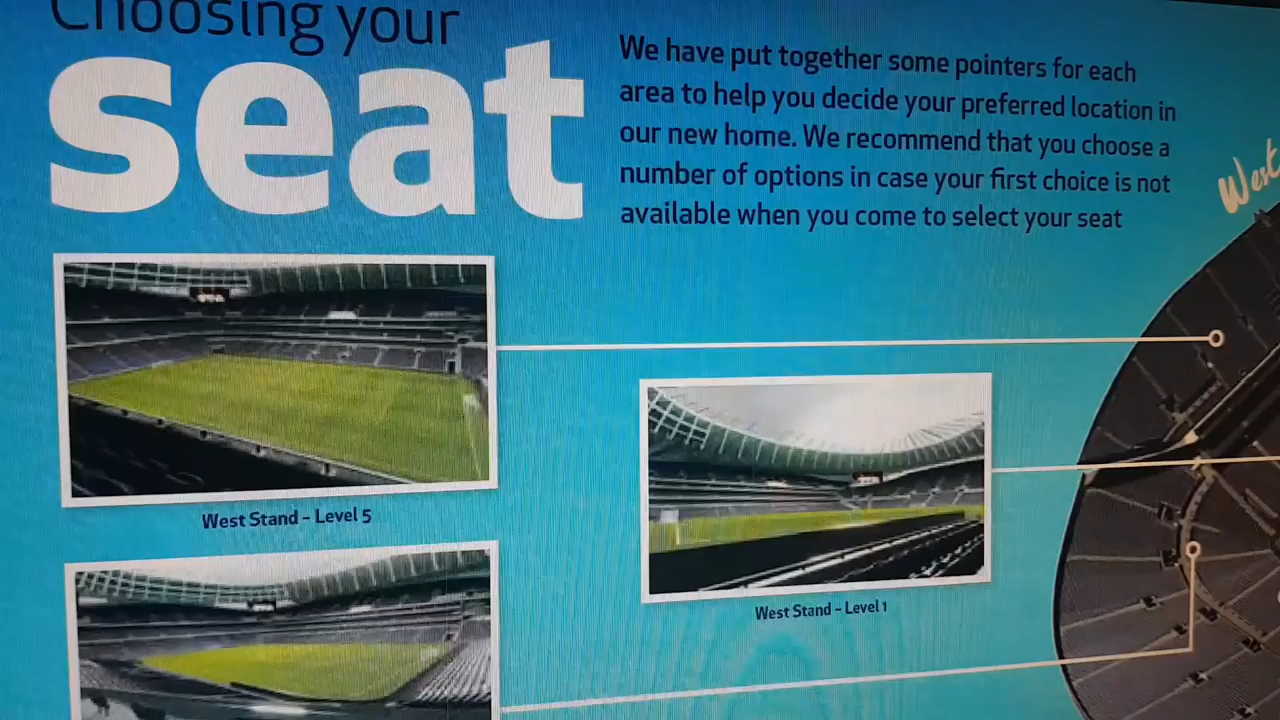 Choosing your
seat
We have put together some pointers for each
area to help you decide your preferred location in
our new home. We recommend that you choose a
number of options in case your first choice is not
available when you come to select your seat
West
West Stand - Level 5
West Stand - Level 1